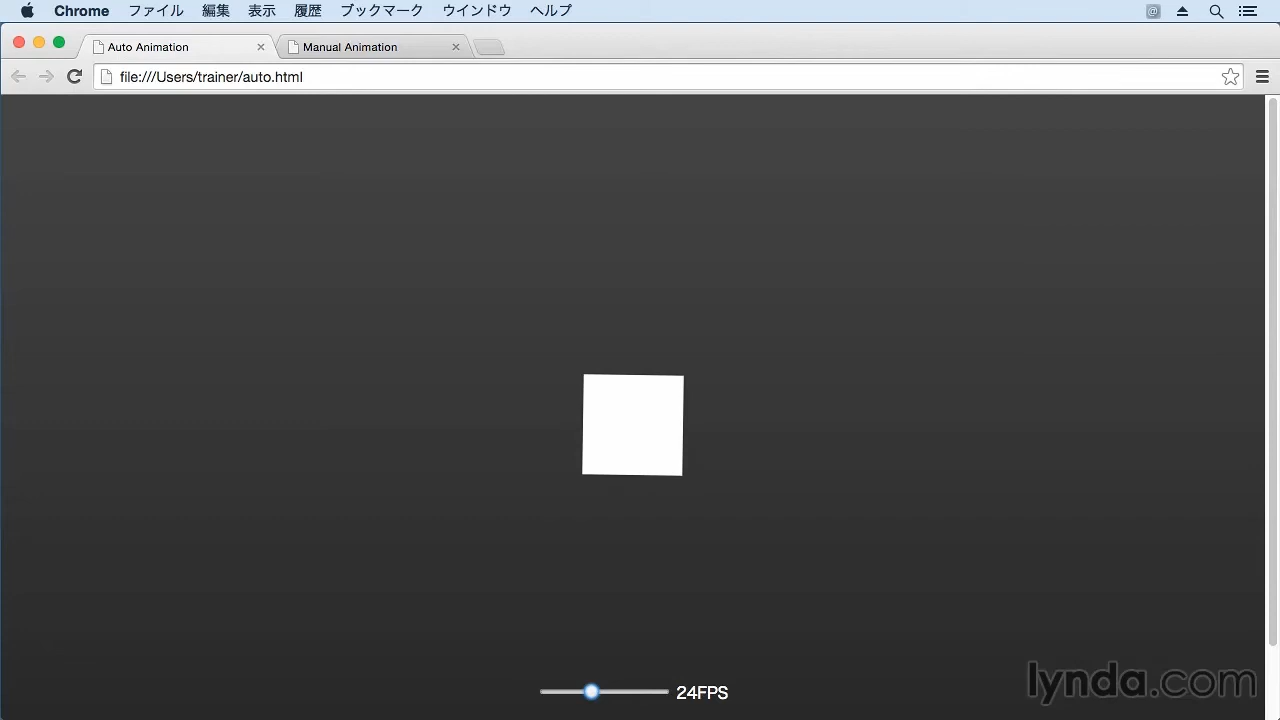 Chrome ファイル 編集 表示 履歴 ブックマーク ウインドウ ヘルプ
Auto Animation Manual Animation
file:///Users/trainer/auto.html
24FPS
lynda.com